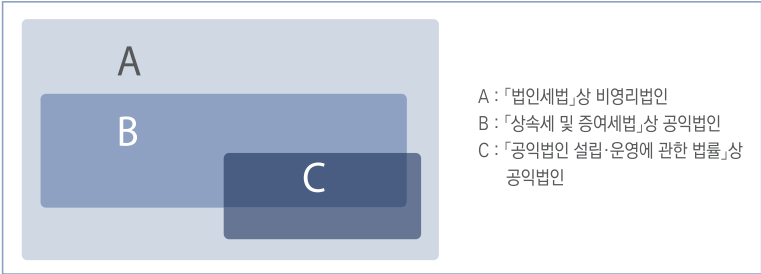 A
B
C
A : 「법인세법」상 비영리법인
B : 「상속세 및 증여세법」상 공익법인
C : 「공익법인 설립·운영에 관한 법률」상
공익법인